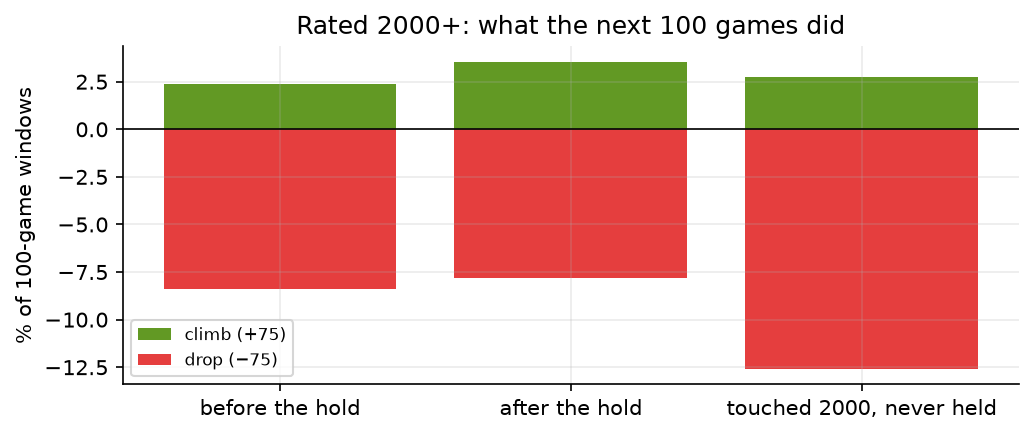 Rated 2000+: what the next 100 games did
% of 100-game windows
2.5
0.0
−2.5
−5.0
−7.5
−10.0
−12.5
climb (+75)
drop (−75)
before the hold
after the hold
touched 2000, never held